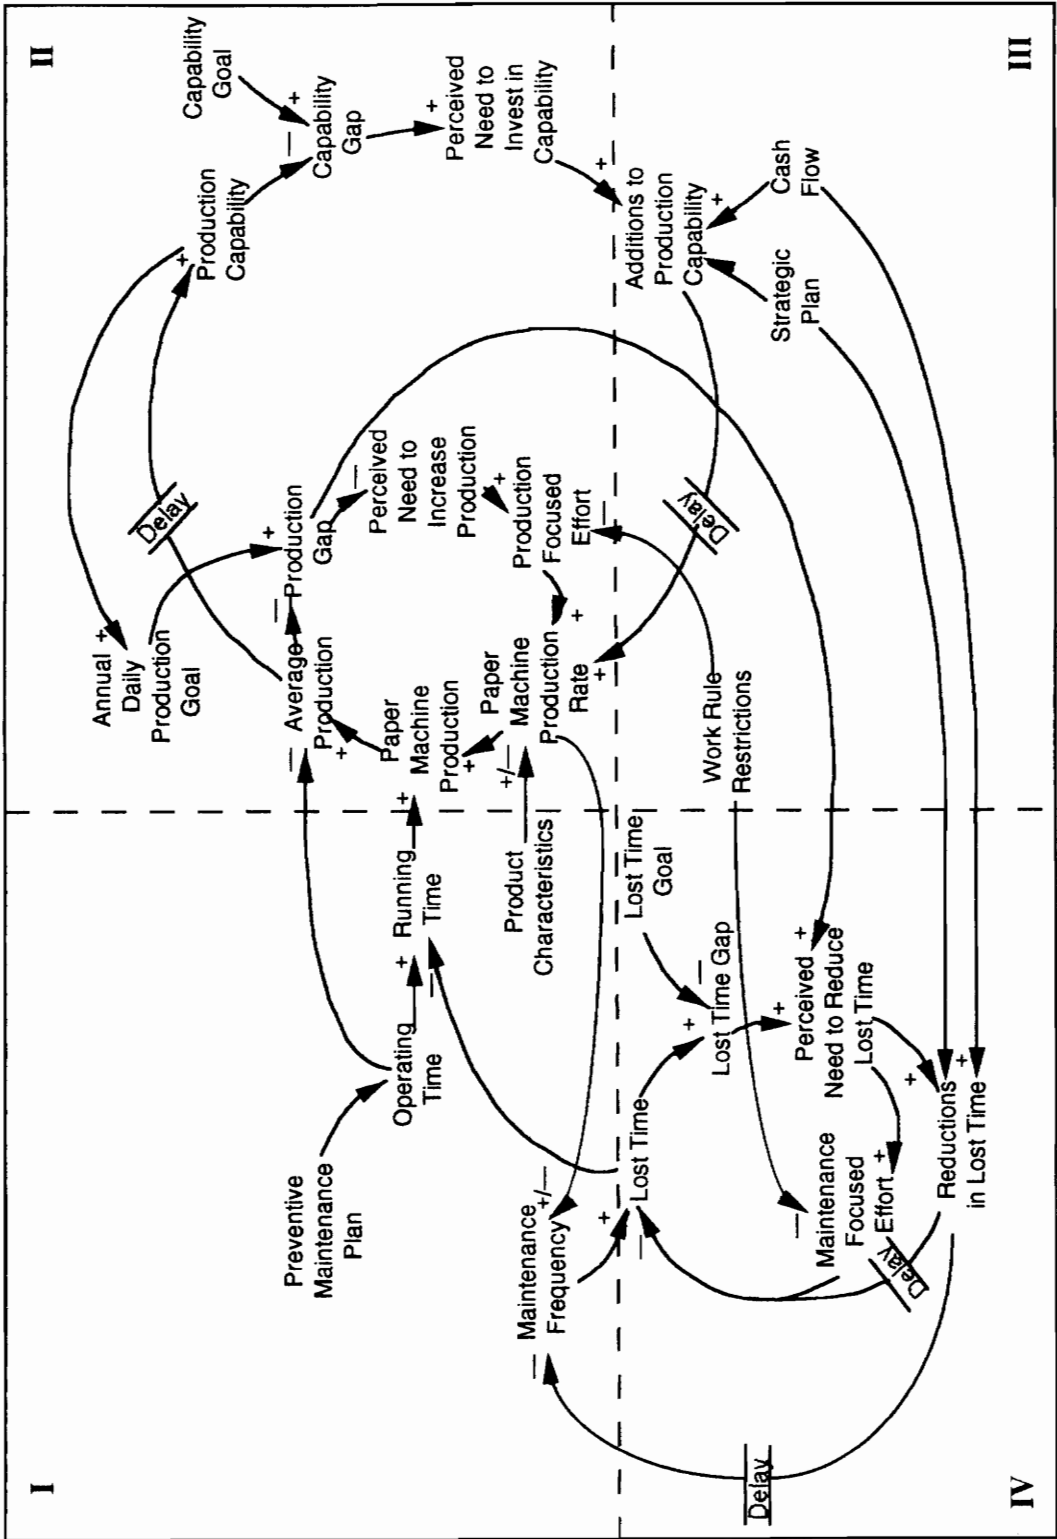 I
II
Preventive
Maintenance
Plan
Operating
Time
+
Running
Time
—
+
Product
Characteristics
+/—
Maintenance
Frequency
+/—
—
+
Annual
Daily
Production
Goal
+
Delay
—
Average
Production
+
—
Production
Gap
+
—
Perceived
Need to
Increase
Production
+
Production
Focused
Effort
—
Paper
Machine
Production
+
Paper
Machine
Production
Rate
+
+
+
Production
Capability
Capability
Goal
—
+
Capability
Gap
+
Perceived
Need to
Invest in
Capability
+
Lost Time
—
Lost Time
Goal
+
—
Lost Time Gap
+
Perceived
Need to Reduce
Lost Time
+
Maintenance
Focused
Effort
—
+
Delay
Reductions
in Lost Time
+
+
Delay
Work Rule
Restrictions
Delay
Additions to
Production
Capability
+
Strategic
Plan
Cash
Flow
IV
III